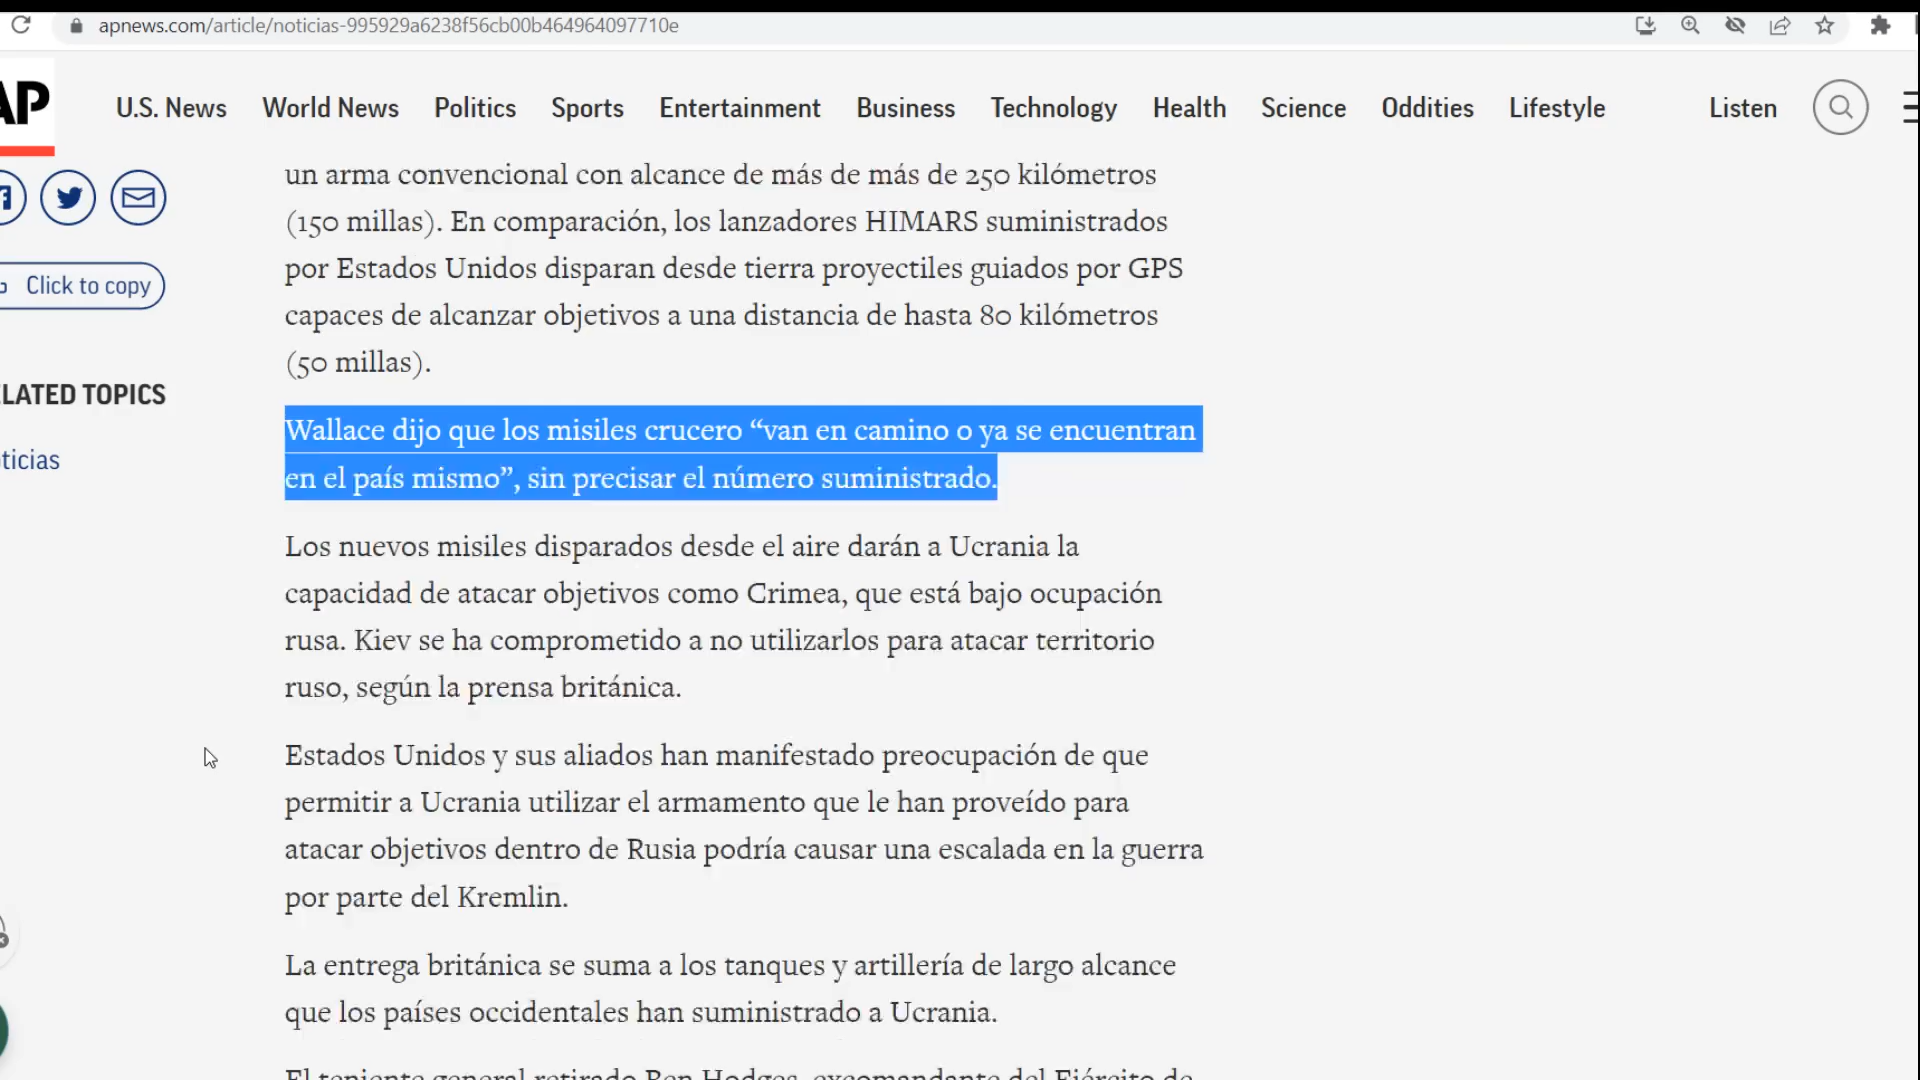 apnews.com/article/noticias-995929a6238f56cb00b464964097710e
AP
U.S. News World News Politics Sports Entertainment Business Technology Health Science Oddities Lifestyle Listen
un arma convencional con alcance de más de más de 250 kilómetros
(150 millas). En comparación, los lanzadores HIMARS suministrados
por Estados Unidos disparan desde tierra proyectiles guiados por GPS
capaces de alcanzar objetivos a una distancia de hasta 80 kilómetros
(50 millas).
Click to copy
LATED TOPICS
ticias
Wallace dijo que los misiles crucero “van en camino o ya se encuentran
en el país mismo”, sin precisar el número suministrado.
Los nuevos misiles disparados desde el aire darán a Ucrania la
capacidad de atacar objetivos como Crimea, que está bajo ocupación
rusa. Kiev se ha comprometido a no utilizarlos para atacar territorio
ruso, según la prensa británica.
Estados Unidos y sus aliados han manifestado preocupación de que
permitir a Ucrania utilizar el armamento que le han proveído para
atacar objetivos dentro de Rusia podría causar una escalada en la guerra
por parte del Kremlin.
La entrega británica se suma a los tanques y artillería de largo alcance
que los países occidentales han suministrado a Ucrania.
El teniente general retirado Ben Hodges, excomandante del Ejército de